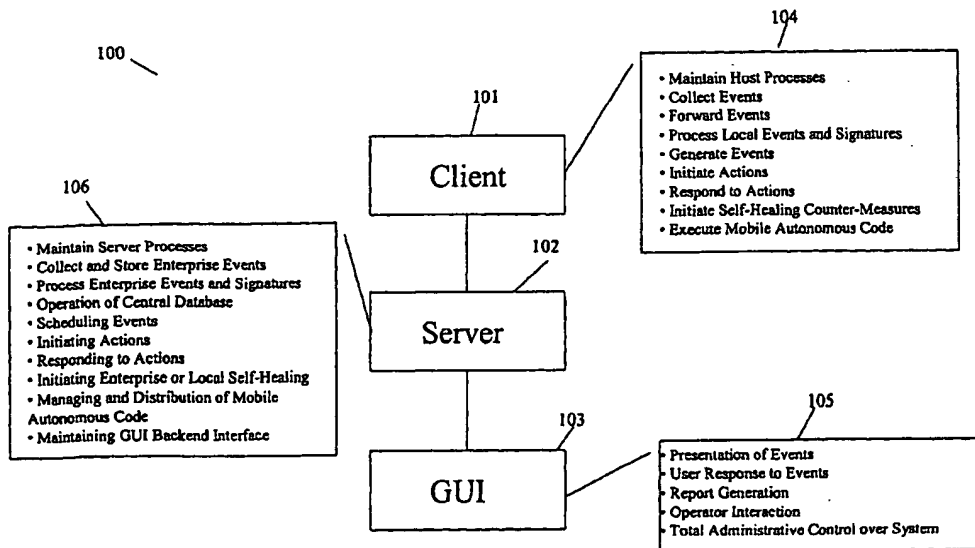 100
104
• Maintain Host Processes
• Collect Events
• Forward Events
• Process Local Events and Signatures
• Generate Events
• Initiate Actions
• Respond to Actions
• Initiate Self-Healing Counter-Measures
• Execute Mobile Autonomous Code
101
Client
106
• Maintain Server Processes
• Collect and Store Enterprise Events
• Process Enterprise Events and Signatures
• Operation of Central Database
• Scheduling Events
• Initiating Actions
• Responding to Actions
• Initiating Enterprise or Local Self-Healing
• Managing and Distribution of Mobile
Autonomous Code
• Maintaining GUI Backend Interface
102
Server
103
GUI
105
• Presentation of Events
• User Response to Events
• Report Generation
• Operator Interaction
• Total Administrative Control over System